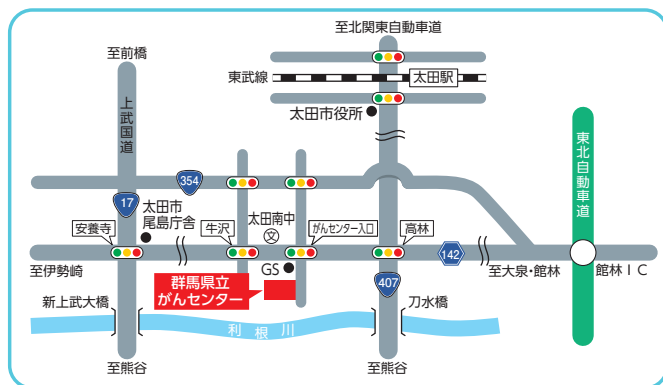 至北関東自動車道
至前橋
東武線
太田駅
太田市役所
上武国道
東北自動車道
354
17
太田市
尾島庁舎
安養寺
牛沢
太田南中
文
がんセンター入口
高林
142
至伊勢崎
GS
至大泉・館林
館林IC
群馬県立
がんセンター
407
新上武大橋
刀水橋
利根川
至熊谷
至熊谷